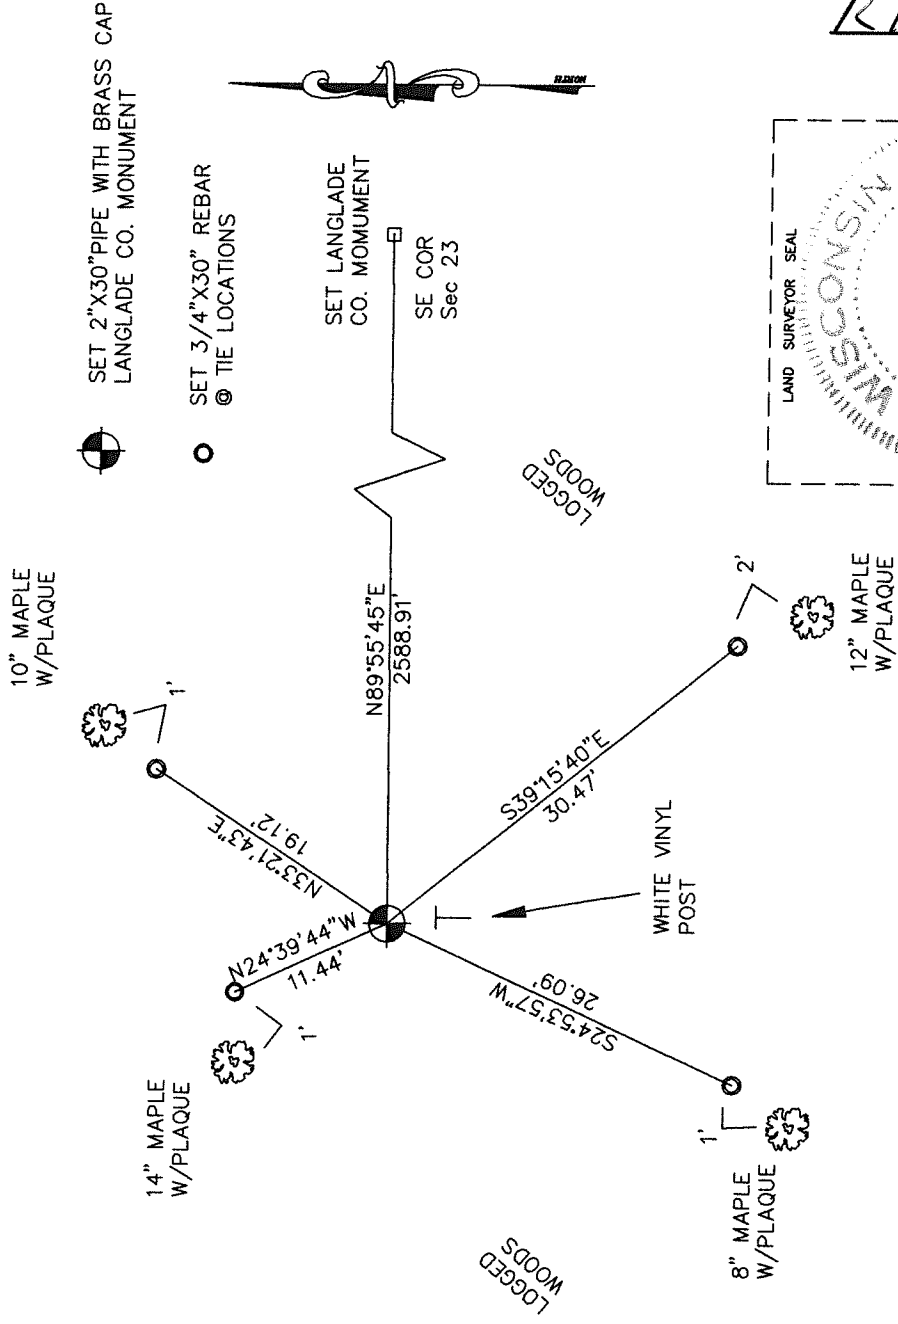 SET 2"X30"PIPE WITH BRASS CAP
LANGLADE CO. MONUMENT
SET 3/4"X30" REBAR
@ TIE LOCATIONS
NORTH
SET LANGLADE
CO. MOMUMENT
SE COR
Sec 23
10" MAPLE
W/PLAQUE
1'
N33°21'43"E
19.12'
N89°55'45"E
2588.91'
N24°39'44"W
11.44'
14" MAPLE
W/PLAQUE
1'
S39°15'40"E
30.47'
2'
12" MAPLE
W/PLAQUE
S24°53'57"W
26.09'
1'
8" MAPLE
W/PLAQUE
WHITE VINYL
POST
LOGGED
WOODS
LOGGED
WOODS
LAND SURVEYOR SEAL
WISCONSIN